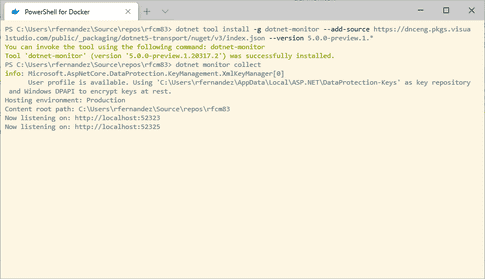 PowerShell for Docker
PS C:\Users\rfernandez\Source\repos\rfcm83> dotnet tool install -g dotnet-monitor --add-source https://dnceng.pkgs.visua
lstudio.com/public/_packaging/dotnet5-transport/nuget/v3/index.json --version 5.0.0-preview.1.*
You can invoke the tool using the following command: dotnet-monitor
Tool 'dotnet-monitor' (version '5.0.0-preview.1.20317.2') was successfully installed.
PS C:\Users\rfernandez\Source\repos\rfcm83> dotnet monitor collect
info: Microsoft.AspNetCore.DataProtection.KeyManagement.XmlKeyManager[0]
User profile is available. Using 'C:\Users\rfernandez\AppData\Local\ASP.NET\DataProtection-Keys' as key repository
and Windows DPAPI to encrypt keys at rest.
Hosting environment: Production
Content root path: C:\Users\rfernandez\Source\repos\rfcm83
Now listening on: http://localhost:52323
Now listening on: http://localhost:52325